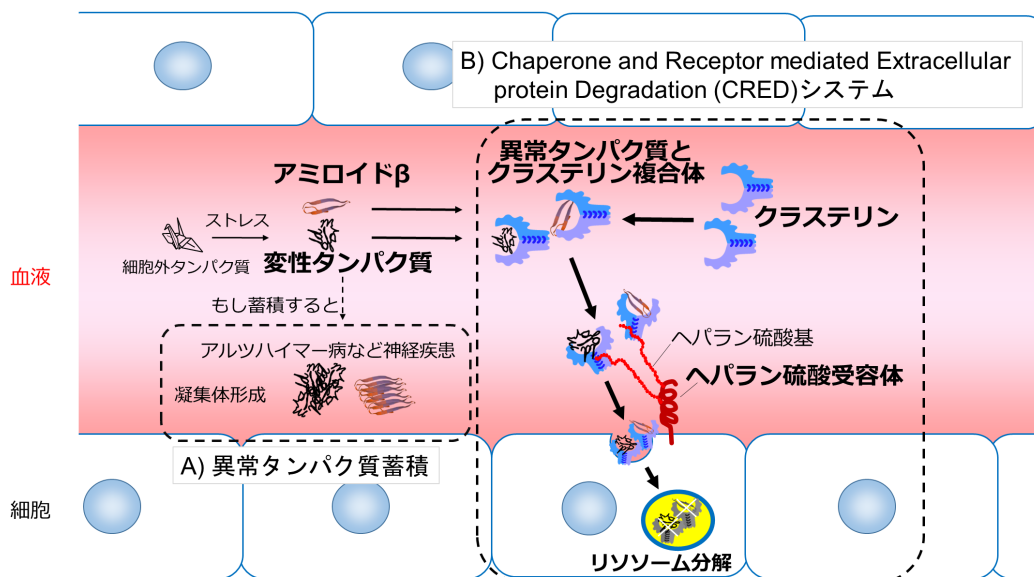 B) Chaperone and Receptor mediated Extracellular
protein Degradation (CRED)システム
異常タンパク質と
クラステリン複合体
アミロイドβ
クラステリン
ストレス
細胞外タンパク質
変性タンパク質
血液
もし蓄積すると
アルツハイマー病など神経疾患
凝集体形成
ヘパラン硫酸基
ヘパラン硫酸受容体
A) 異常タンパク質蓄積
細胞
リソソーム分解